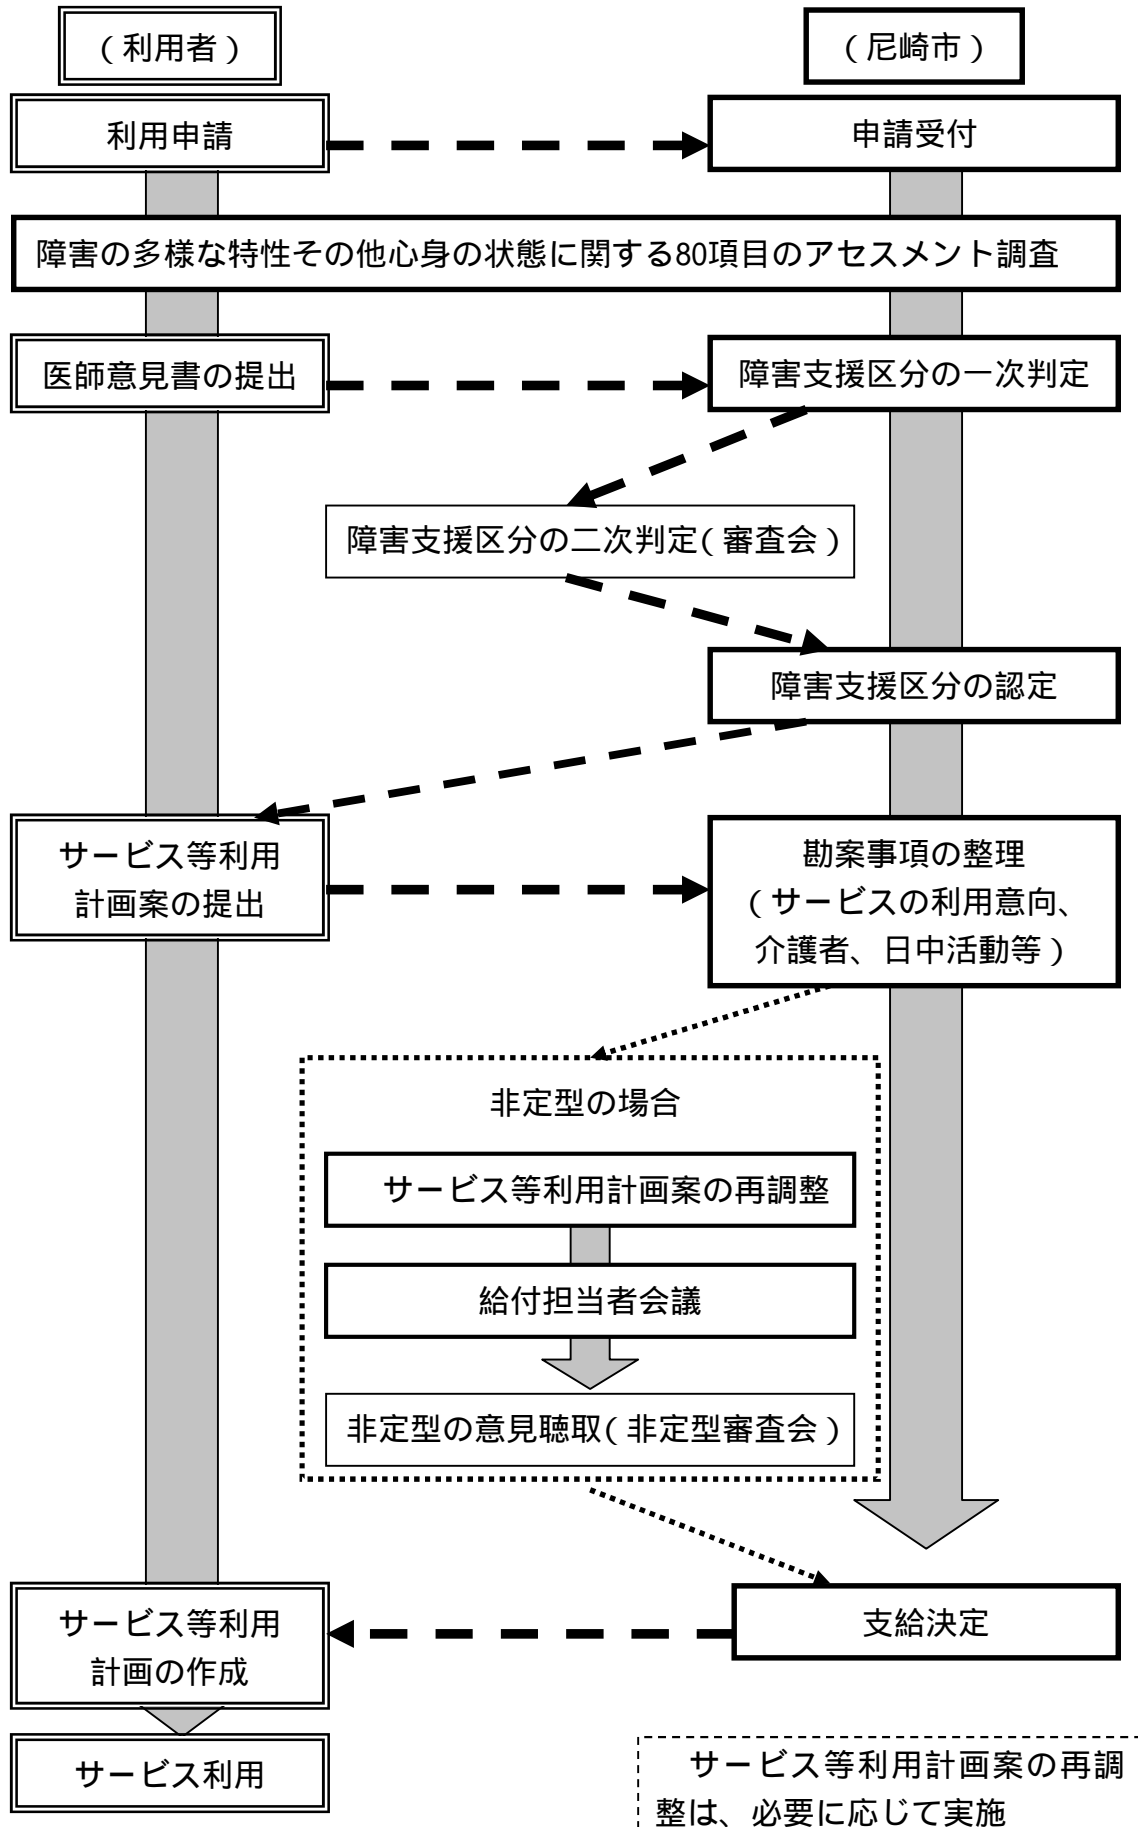 （利用者）
（尼崎市）
利用申請
申請受付
障害の多様な特性その他心身の状態に関する80項目のアセスメント調査
医師意見書の提出
障害支援区分の一次判定
障害支援区分の二次判定（審査会）
障害支援区分の認定
サービス等利用
計画案の提出
勘案事項の整理
（サービスの利用意向、
介護者、日中活動等）
非定型の場合
サービス等利用計画案の再調整
給付担当者会議
非定型の意見聴取（非定型審査会）
サービス等利用
計画の作成
支給決定
サービス利用
サービス等利用計画案の再調
整は、必要に応じて実施